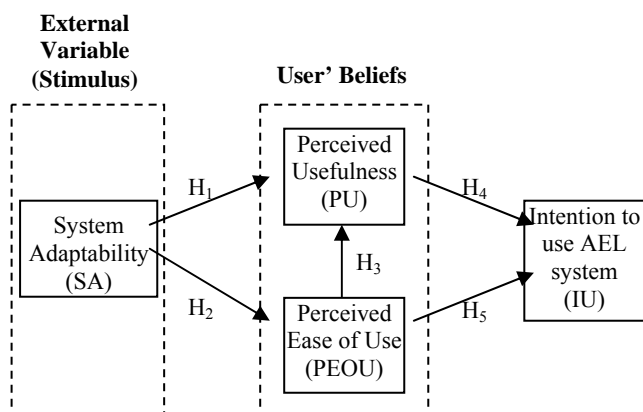 External
Variable
(Stimulus)
User’ Beliefs
System
Adaptability
(SA)
H1
H2
Perceived
Usefulness
(PU)
H3
Perceived
Ease of Use
(PEOU)
H4
H5
Intention to
use AEL
system
(IU)